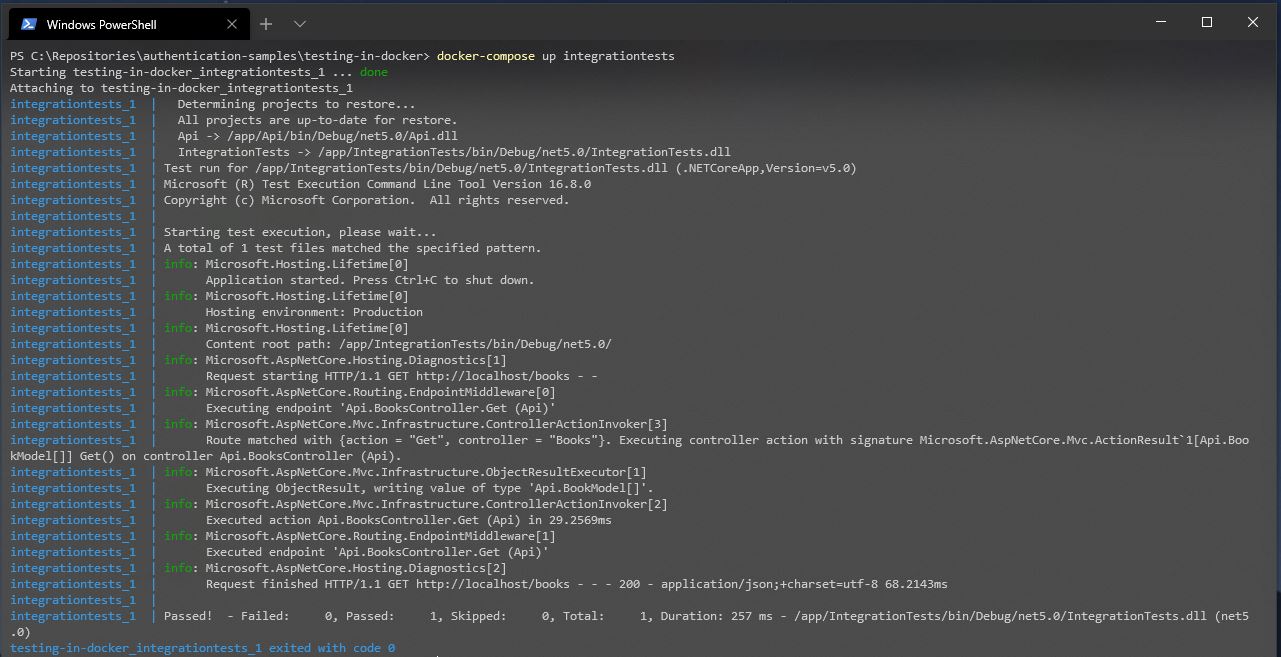 Windows PowerShell
PS C:\Repositories\authentication-samples\testing-in-docker> docker-compose up integrationtests
Starting testing-in-docker_integrationtests_1 ... done
Attaching to testing-in-docker_integrationtests_1
integrationtests_1  |   Determining projects to restore...
integrationtests_1  |   All projects are up-to-date for restore.
integrationtests_1  |   Api -> /app/Api/bin/Debug/net5.0/Api.dll
integrationtests_1  |   IntegrationTests -> /app/IntegrationTests/bin/Debug/net5.0/IntegrationTests.dll
integrationtests_1  | Test run for /app/IntegrationTests/bin/Debug/net5.0/IntegrationTests.dll (.NETCoreApp,Version=v5.0)
integrationtests_1  | Microsoft (R) Test Execution Command Line Tool Version 16.8.0
integrationtests_1  | Copyright (c) Microsoft Corporation.  All rights reserved.
integrationtests_1  |
integrationtests_1  | Starting test execution, please wait...
integrationtests_1  | A total of 1 test files matched the specified pattern.
integrationtests_1  | info: Microsoft.Hosting.Lifetime[0]
integrationtests_1  |       Application started. Press Ctrl+C to shut down.
integrationtests_1  | info: Microsoft.Hosting.Lifetime[0]
integrationtests_1  |       Hosting environment: Production
integrationtests_1  | info: Microsoft.Hosting.Lifetime[0]
integrationtests_1  |       Content root path: /app/IntegrationTests/bin/Debug/net5.0/
integrationtests_1  | info: Microsoft.AspNetCore.Hosting.Diagnostics[1]
integrationtests_1  |       Request starting HTTP/1.1 GET http://localhost/books - -
integrationtests_1  | info: Microsoft.AspNetCore.Routing.EndpointMiddleware[0]
integrationtests_1  |       Executing endpoint 'Api.BooksController.Get (Api)'
integrationtests_1  | info: Microsoft.AspNetCore.Mvc.Infrastructure.ControllerActionInvoker[3]
integrationtests_1  |       Route matched with {action = "Get", controller = "Books"}. Executing controller action with signature Microsoft.AspNetCore.Mvc.ActionResult`1[Api.Boo
kModel[]] Get() on controller Api.BooksController (Api).
integrationtests_1  | info: Microsoft.AspNetCore.Mvc.Infrastructure.ObjectResultExecutor[1]
integrationtests_1  |       Executing ObjectResult, writing value of type 'Api.BookModel[]'.
integrationtests_1  | info: Microsoft.AspNetCore.Mvc.Infrastructure.ControllerActionInvoker[2]
integrationtests_1  |       Executed action Api.BooksController.Get (Api) in 29.2569ms
integrationtests_1  | info: Microsoft.AspNetCore.Routing.EndpointMiddleware[1]
integrationtests_1  |       Executed endpoint 'Api.BooksController.Get (Api)'
integrationtests_1  | info: Microsoft.AspNetCore.Hosting.Diagnostics[2]
integrationtests_1  |       Request finished HTTP/1.1 GET http://localhost/books - - - 200 - application/json;+charset=utf-8 68.2143ms
integrationtests_1  |
integrationtests_1  | Passed!  - Failed:     0, Passed:     1, Skipped:     0, Total:     1, Duration: 257 ms - /app/IntegrationTests/bin/Debug/net5.0/IntegrationTests.dll (net5
.0)
testing-in-docker_integrationtests_1 exited with code 0